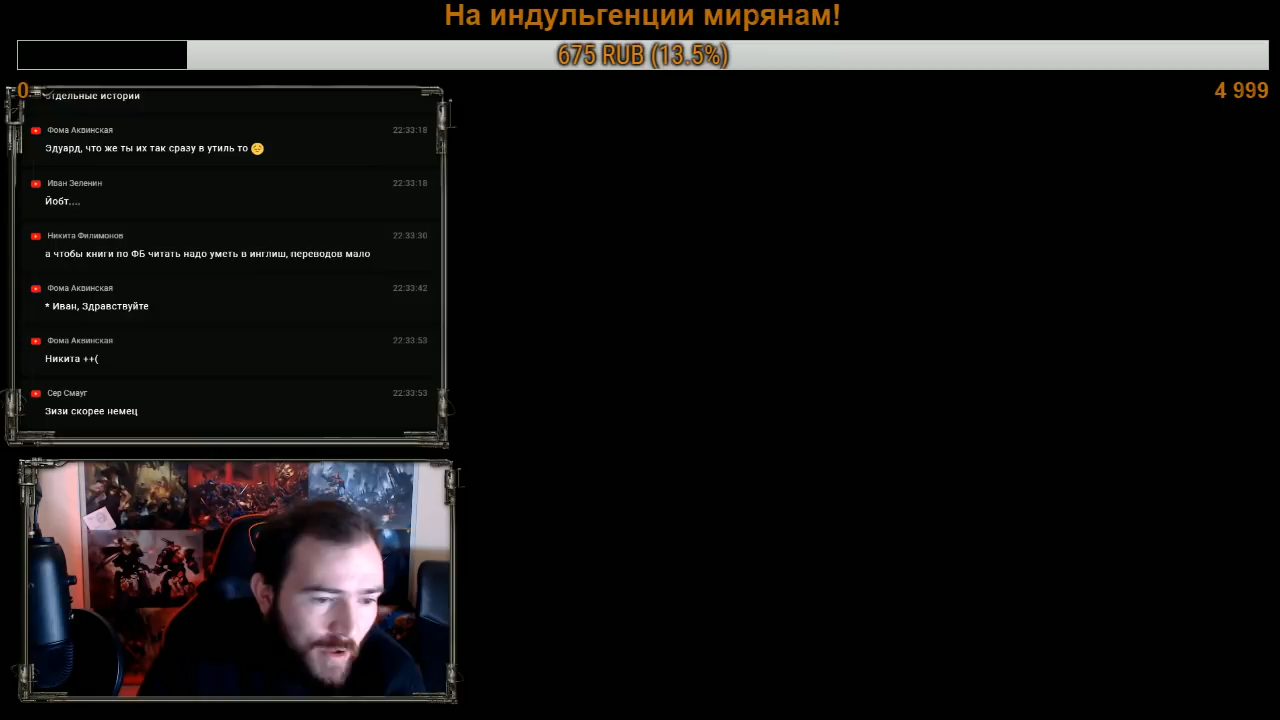 На индульгенции мирянам!
675 RUB (13.5%)
0
4 999
отдельные истории
Фома Аквинская 22:33:18
Эдуард, что же ты их так сразу в утиль то
Иван Зеленин 22:33:18
Йобт....
Никита Филимонов 22:33:30
а чтобы книги по ФБ читать надо уметь в инглиш, переводов мало
Фома Аквинская 22:33:42
* Иван, Здравствуйте
Фома Аквинская 22:33:53
Никита ++(
Сер Смауг 22:33:53
Зизи скорее немец